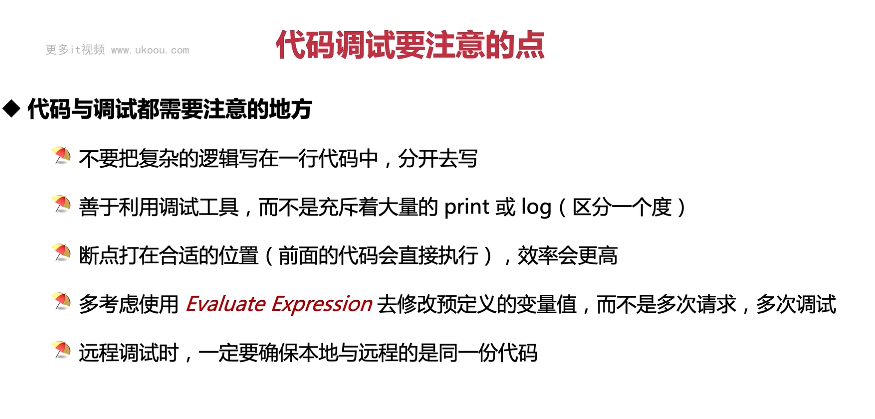 更多it视频 www.ukoou.com
代码调试要注意的点
代码与调试都需要注意的地方
不要把复杂的逻辑写在一行代码中，分开去写
善于利用调试工具，而不是充斥着大量的 print 或 log（区分一个度）
断点打在合适的位置（前面的代码会直接执行），效率会更高
多考虑使用 Evaluate Expression 去修改预定义的变量值，而不是多次请求，多次调试
远程调试时，一定要确保本地与远程的是同一份代码